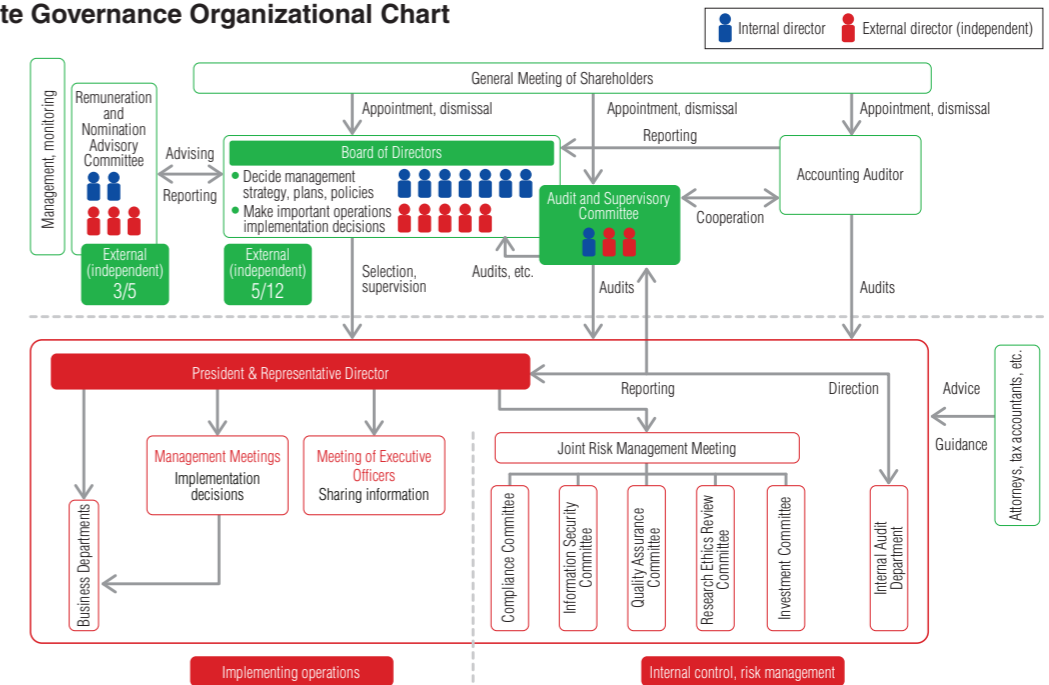 te Governance Organizational Chart
Internal director
External director (independent)
Management, monitoring
Remuneration
and
Nomination
Advisory
Committee
External
(independent)
3/5
Advising
Reporting
General Meeting of Shareholders
Appointment, dismissal
Appointment, dismissal
Appointment, dismissal
Board of Directors
• Decide management
strategy, plans, policies
• Make important operations
implementation decisions
External
(independent)
5/12
Reporting
Accounting Auditor
Audit and Supervisory
Committee
Cooperation
Selection,
supervision
Audits, etc.
Audits
Audits
President & Representative Director
Reporting
Direction
Advice
Guidance
Attorneys, tax accountants, etc.
Management Meetings
Implementation
decisions
Meeting of Executive
Officers
Sharing information
Business Departments
Joint Risk Management Meeting
Compliance Committee
Information Security
Committee
Quality Assurance
Committee
Research Ethics Review
Committee
Investment Committee
Internal Audit
Department
Implementing operations
Internal control, risk management